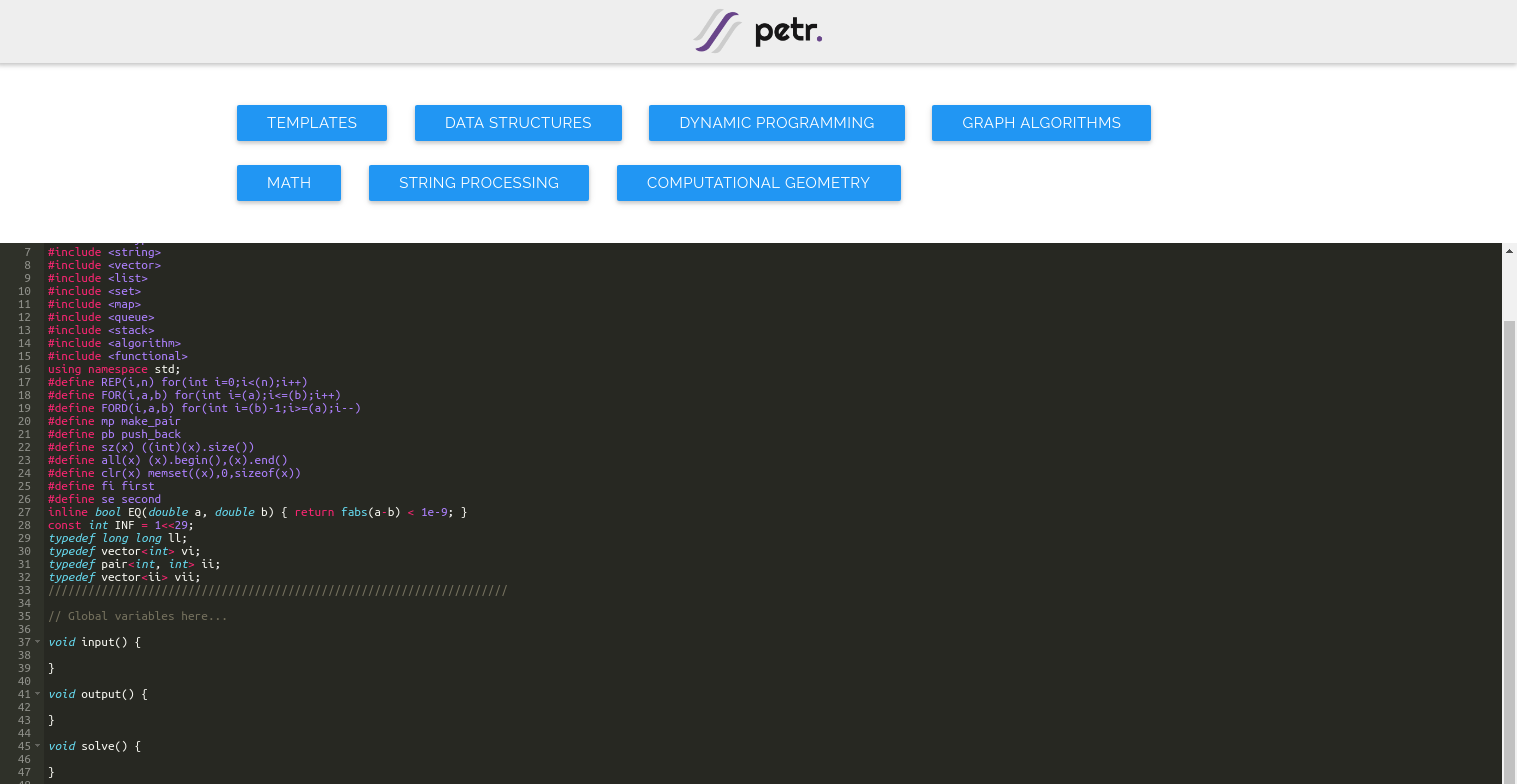 petr.
TEMPLATES DATA STRUCTURES DYNAMIC PROGRAMMING GRAPH ALGORITHMS
MATH STRING PROCESSING COMPUTATIONAL GEOMETRY
7 #include <string>
8 #include <vector>
9 #include <list>
10 #include <set>
11 #include <map>
12 #include <queue>
13 #include <stack>
14 #include <algorithm>
15 #include <functional>
16 using namespace std;
17 #define REP(i,n) for(int i=0;i<(n);i++)
18 #define FOR(i,a,b) for(int i=(a);i<=(b);i++)
19 #define FORD(i,a,b) for(int i=(b)-1;i>=(a);i--)
20 #define mp make_pair
21 #define pb push_back
22 #define sz(x) ((int)(x).size())
23 #define all(x) (x).begin(),(x).end()
24 #define clr(x) memset((x),0,sizeof(x))
25 #define fi first
26 #define se second
27 inline bool EQ(double a, double b) { return fabs(a-b) < 1e-9; }
28 const int INF = 1<<29;
29 typedef long long ll;
30 typedef vector<int> vi;
31 typedef pair<int, int> ii;
32 typedef vector<ii> vii;
33 /////////////////////////////////////////////////////////////////////
34
35 // Global variables here...
36
37 void input() {
38
39 }
40
41 void output() {
42
43 }
44
45 void solve() {
46
47 }